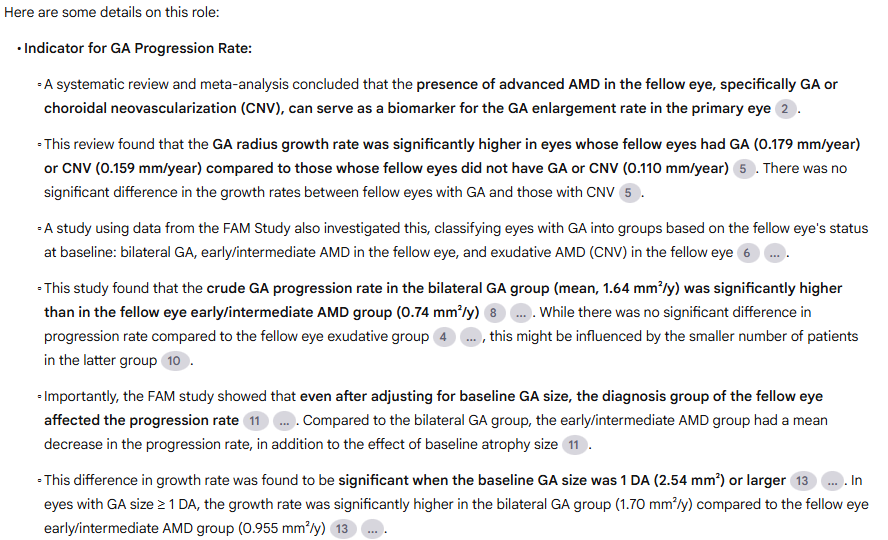 Here are some details on this role:
• Indicator for GA Progression Rate:
◦ A systematic review and meta-analysis concluded that the presence of advanced AMD in the fellow eye, specifically GA or
choroidal neovascularization (CNV), can serve as a biomarker for the GA enlargement rate in the primary eye 2 .
◦ This review found that the GA radius growth rate was significantly higher in eyes whose fellow eyes had GA (0.179 mm/year)
or CNV (0.159 mm/year) compared to those whose fellow eyes did not have GA or CNV (0.110 mm/year) 5 . There was no
significant difference in the growth rates between fellow eyes with GA and those with CNV 5 .
◦ A study using data from the FAM Study also investigated this, classifying eyes with GA into groups based on the fellow eye's status
at baseline: bilateral GA, early/intermediate AMD in the fellow eye, and exudative AMD (CNV) in the fellow eye 6 ... .
◦ This study found that the crude GA progression rate in the bilateral GA group (mean, 1.64 mm²/y) was significantly higher
than in the fellow eye early/intermediate AMD group (0.74 mm²/y) 8 ... . While there was no significant difference in
progression rate compared to the fellow eye exudative group 4 ... , this might be influenced by the smaller number of patients
in the latter group 10 .
◦ Importantly, the FAM study showed that even after adjusting for baseline GA size, the diagnosis group of the fellow eye
affected the progression rate 11 ... . Compared to the bilateral GA group, the early/intermediate AMD group had a mean
decrease in the progression rate, in addition to the effect of baseline atrophy size 11 .
◦ This difference in growth rate was found to be significant when the baseline GA size was 1 DA (2.54 mm²) or larger 13 ... . In
eyes with GA size ≥ 1 DA, the growth rate was significantly higher in the bilateral GA group (1.70 mm²/y) compared to the fellow eye
early/intermediate AMD group (0.955 mm²/y) 13 ... .